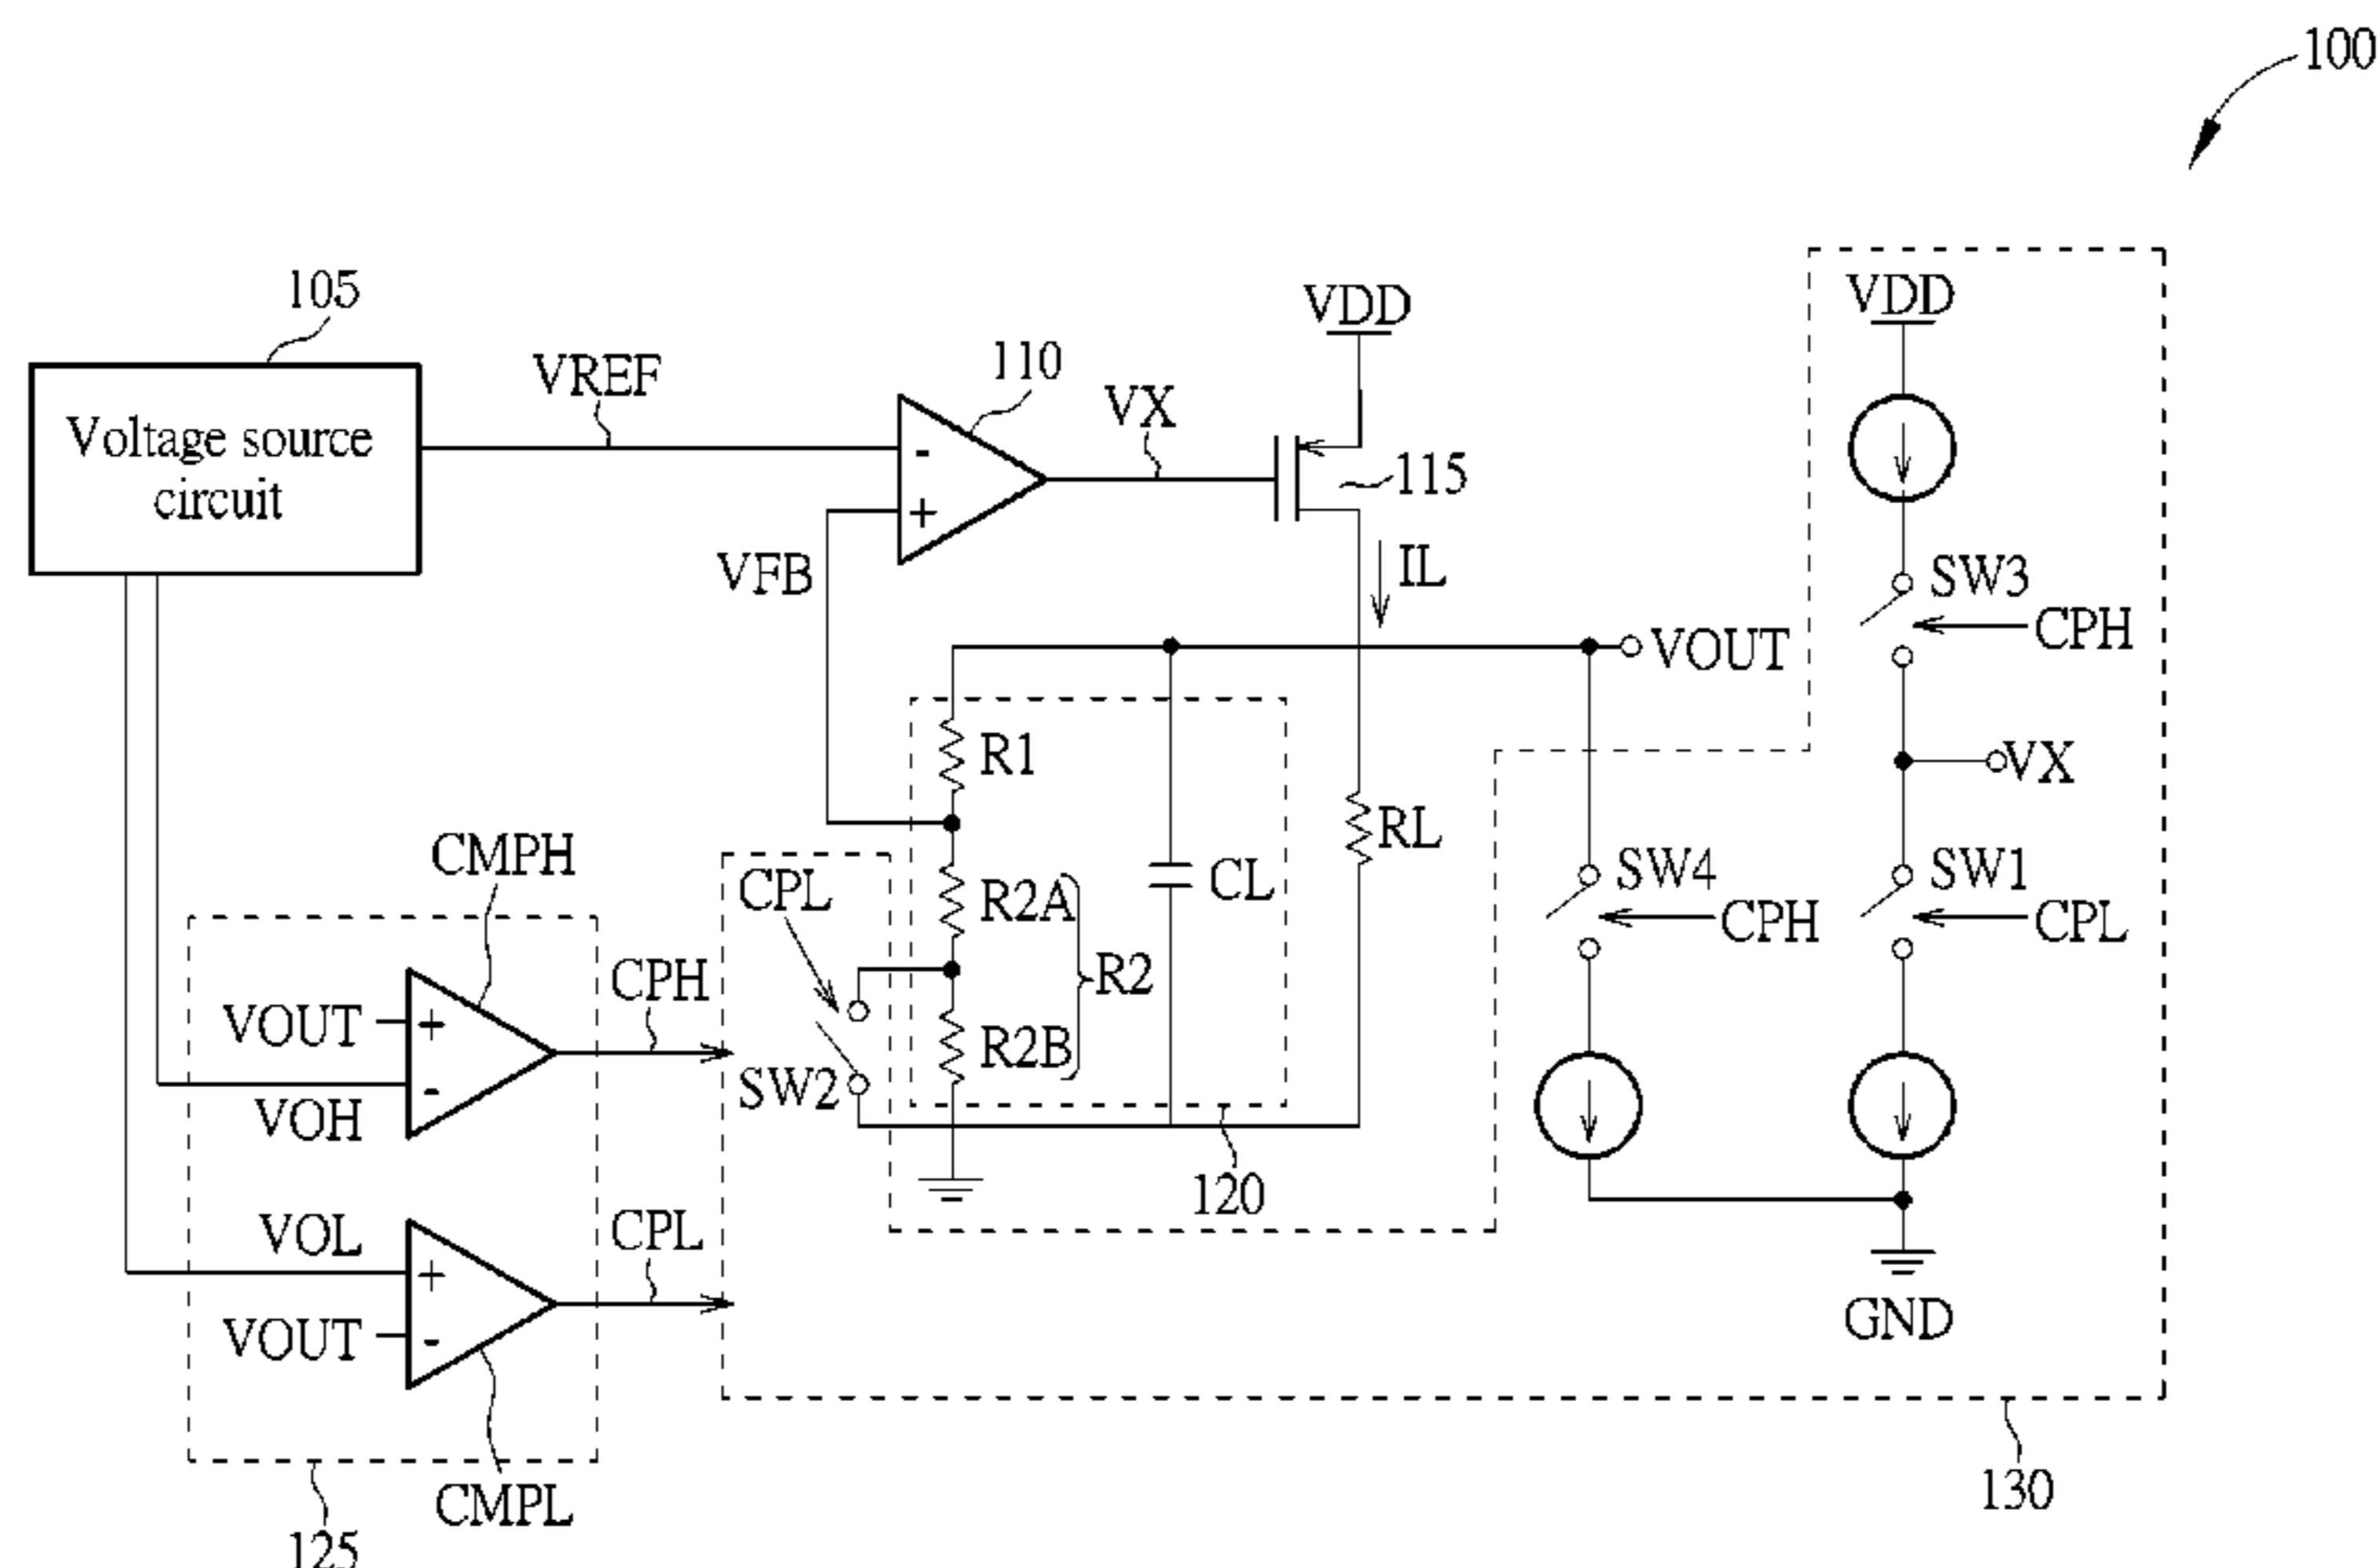 100
105
Voltage source
circuit
VREF
110
VX
VDD
115
IL
VFB
VDD
SW3
CPH
VOUT
VX
R1
RL
R2A
R2
R2B
CL
SW4
CPH
SW1
CPL
CMPH
CPL
CPH
VOUT
VOH
SW2
120
VOL
CPL
VOUT
GND
CMPL
125
130